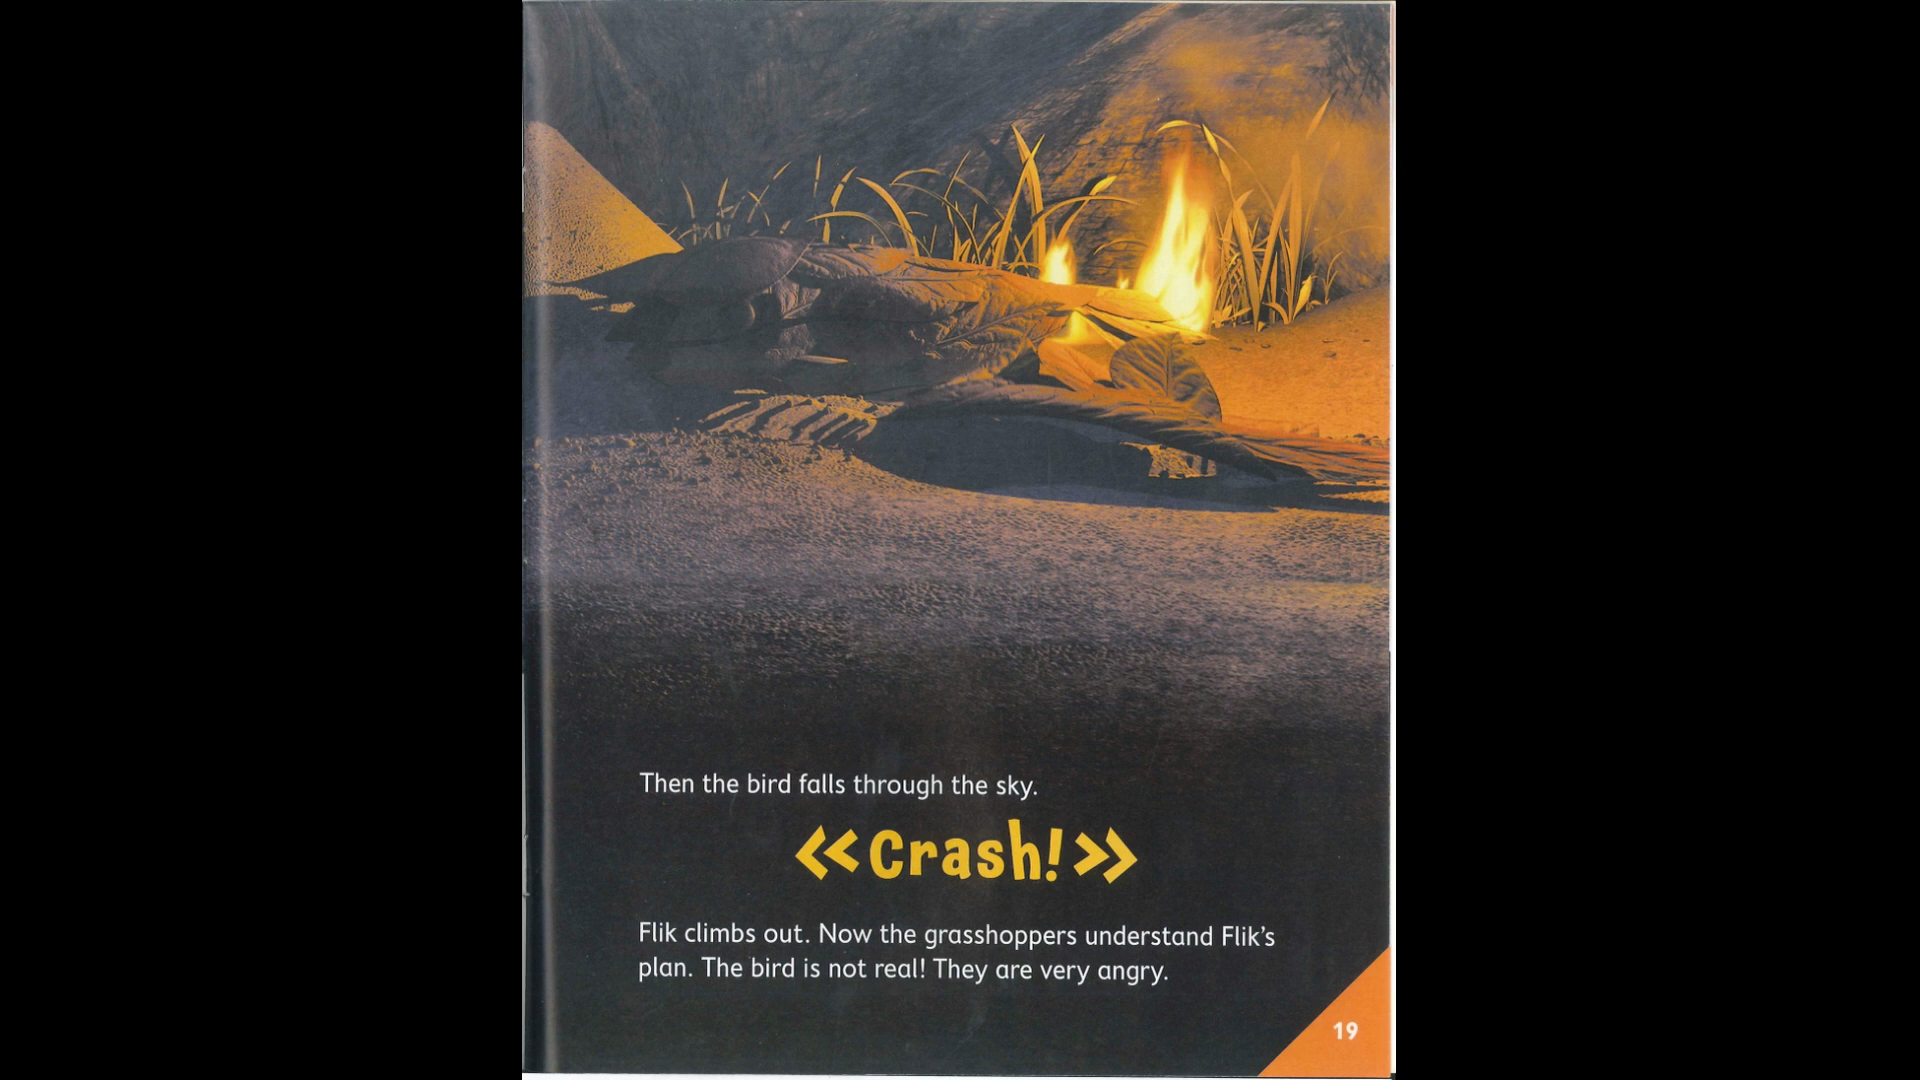 Then the bird falls through the sky.
<<Crash!>>
Flik climbs out. Now the grasshoppers understand Flik's
plan. The bird is not real! They are very angry.
19